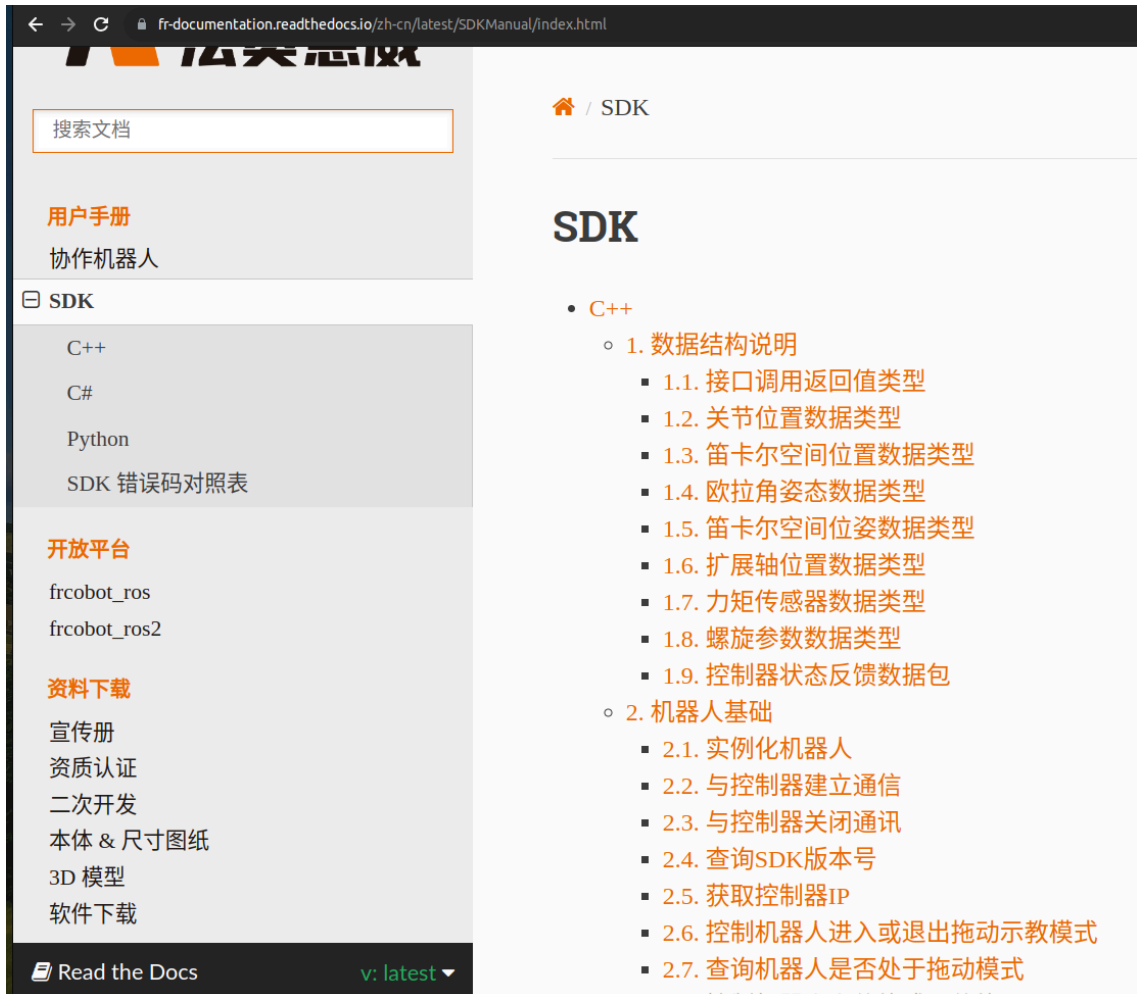 fr-documentation.readthedocs.io/zh-cn/latest/SDKManual/index.html
法奥意威
搜索文档
用户手册
协作机器人
SDK
C++
C#
Python
SDK 错误码对照表
开放平台
frcobot_ros
frcobot_ros2
资料下载
宣传册
资质认证
二次开发
本体 & 尺寸图纸
3D 模型
软件下载
Read the Docs
v: latest
/ SDK
SDK
C++
1. 数据结构说明
1.1. 接口调用返回值类型
1.2. 关节位置数据类型
1.3. 笛卡尔空间位置数据类型
1.4. 欧拉角姿态数据类型
1.5. 笛卡尔空间位姿数据类型
1.6. 扩展轴位置数据类型
1.7. 力矩传感器数据类型
1.8. 螺旋参数数据类型
1.9. 控制器状态反馈数据包
2. 机器人基础
2.1. 实例化机器人
2.2. 与控制器建立通信
2.3. 与控制器关闭通讯
2.4. 查询SDK版本号
2.5. 获取控制器IP
2.6. 控制机器人进入或退出拖动示教模式
2.7. 查询机器人是否处于拖动模式